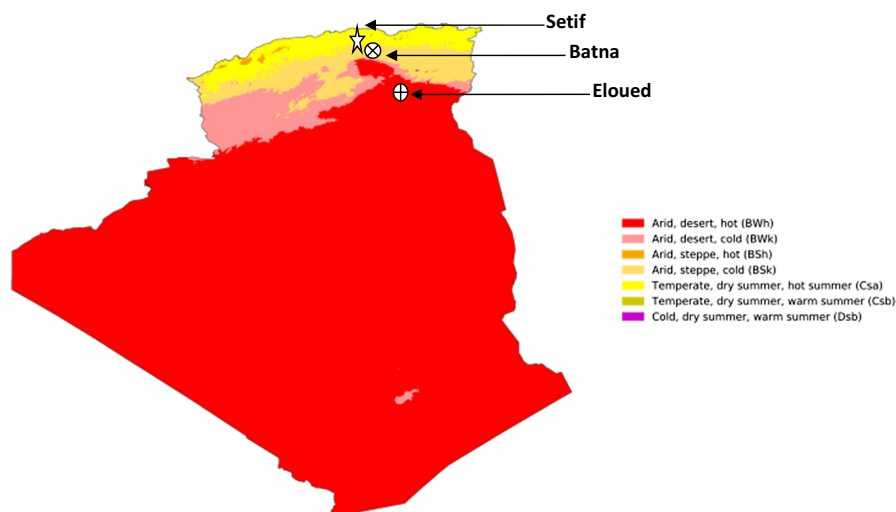 Setif
Batna
Eloued
Arid, desert, hot (BWh)
Arid, desert, cold (BWk)
Arid, steppe, hot (BSh)
Arid, steppe, cold (BSk)
Temperate, dry summer, hot summer (Csa)
Temperate, dry summer, warm summer (Csb)
Cold, dry summer, warm summer (Dsb)